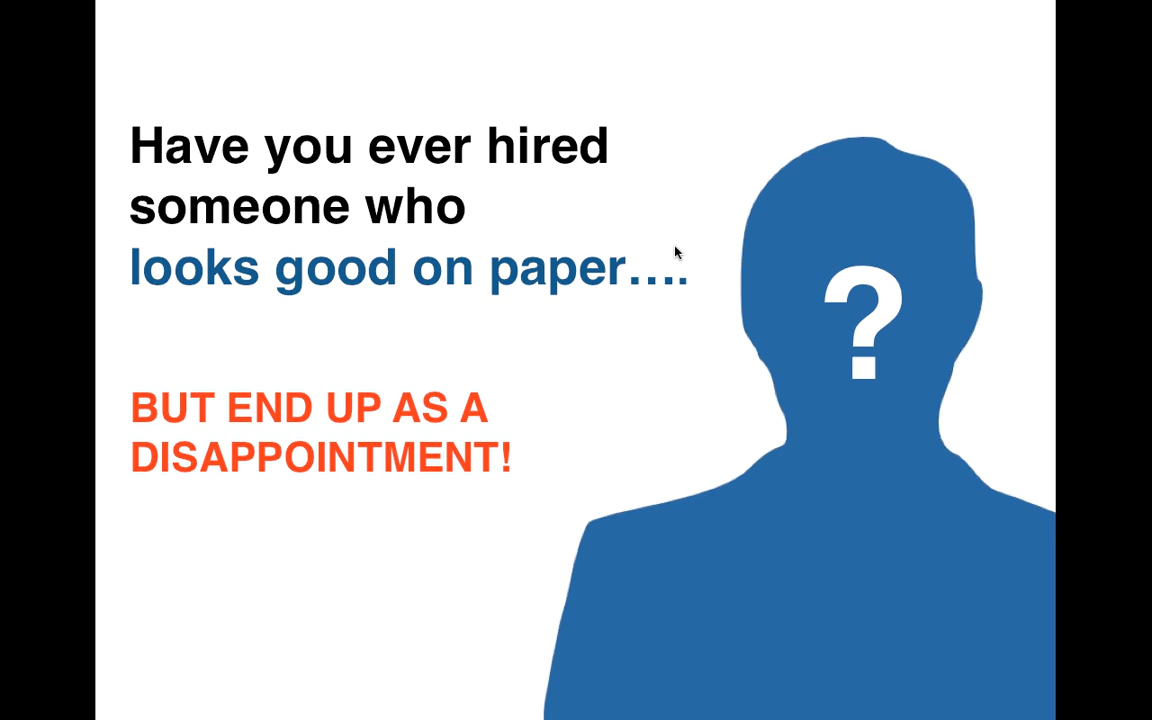 Have you ever hired
someone who
looks good on paper....
?
BUT END UP AS A
DISAPPOINTMENT!